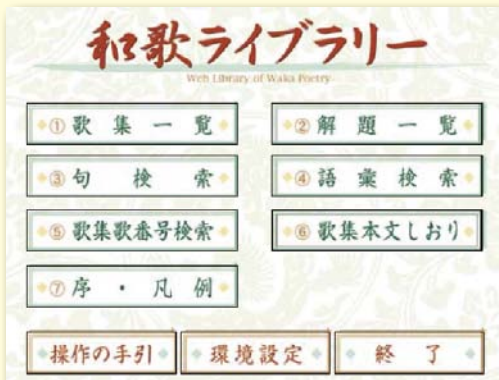 和歌ライブラリー
Web Library of Waka Poetry
①歌集一覧
②解題一覧
③句検索
④語彙検索
⑤歌集歌番号検索
⑥歌集本文しおり
⑦序・凡例
操作の手引
環境設定
終了